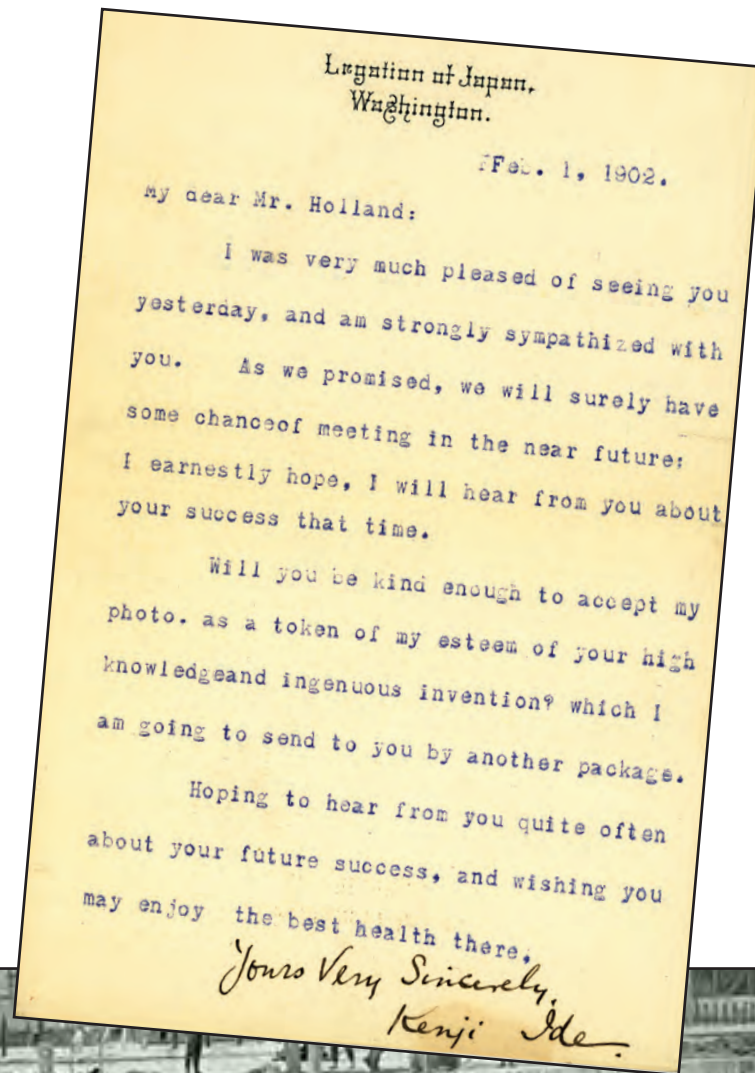 Legation of Japan,
Washington.
Feb. 1, 1902.
My dear Mr. Holland:
I was very much pleased of seeing you
yesterday, and am strongly sympathized with
you. As we promised, we will surely have
some chanceof meeting in the near future;
I earnestly hope, I will hear from you about
your success that time.
Will you be kind enough to accept my
photo. as a token of my esteem of your high
knowledgeand ingenuous invention? which I
am going to send to you by another package.
Hoping to hear from you quite often
about your future success, and wishing you
may enjoy the best health there,
Yours Very Sincerely,
Kenji Ide.